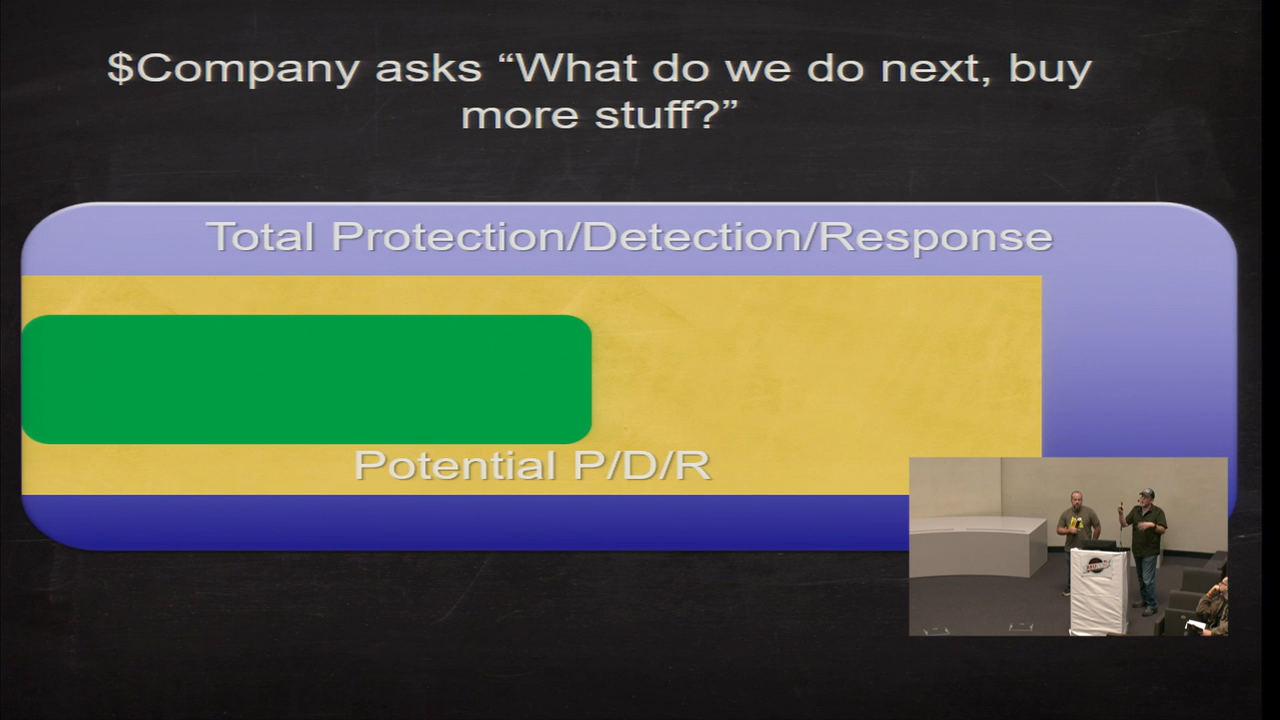 $Company asks “What do we do next, buy
more stuff?”
Total Protection/Detection/Response
Potential P/D/R